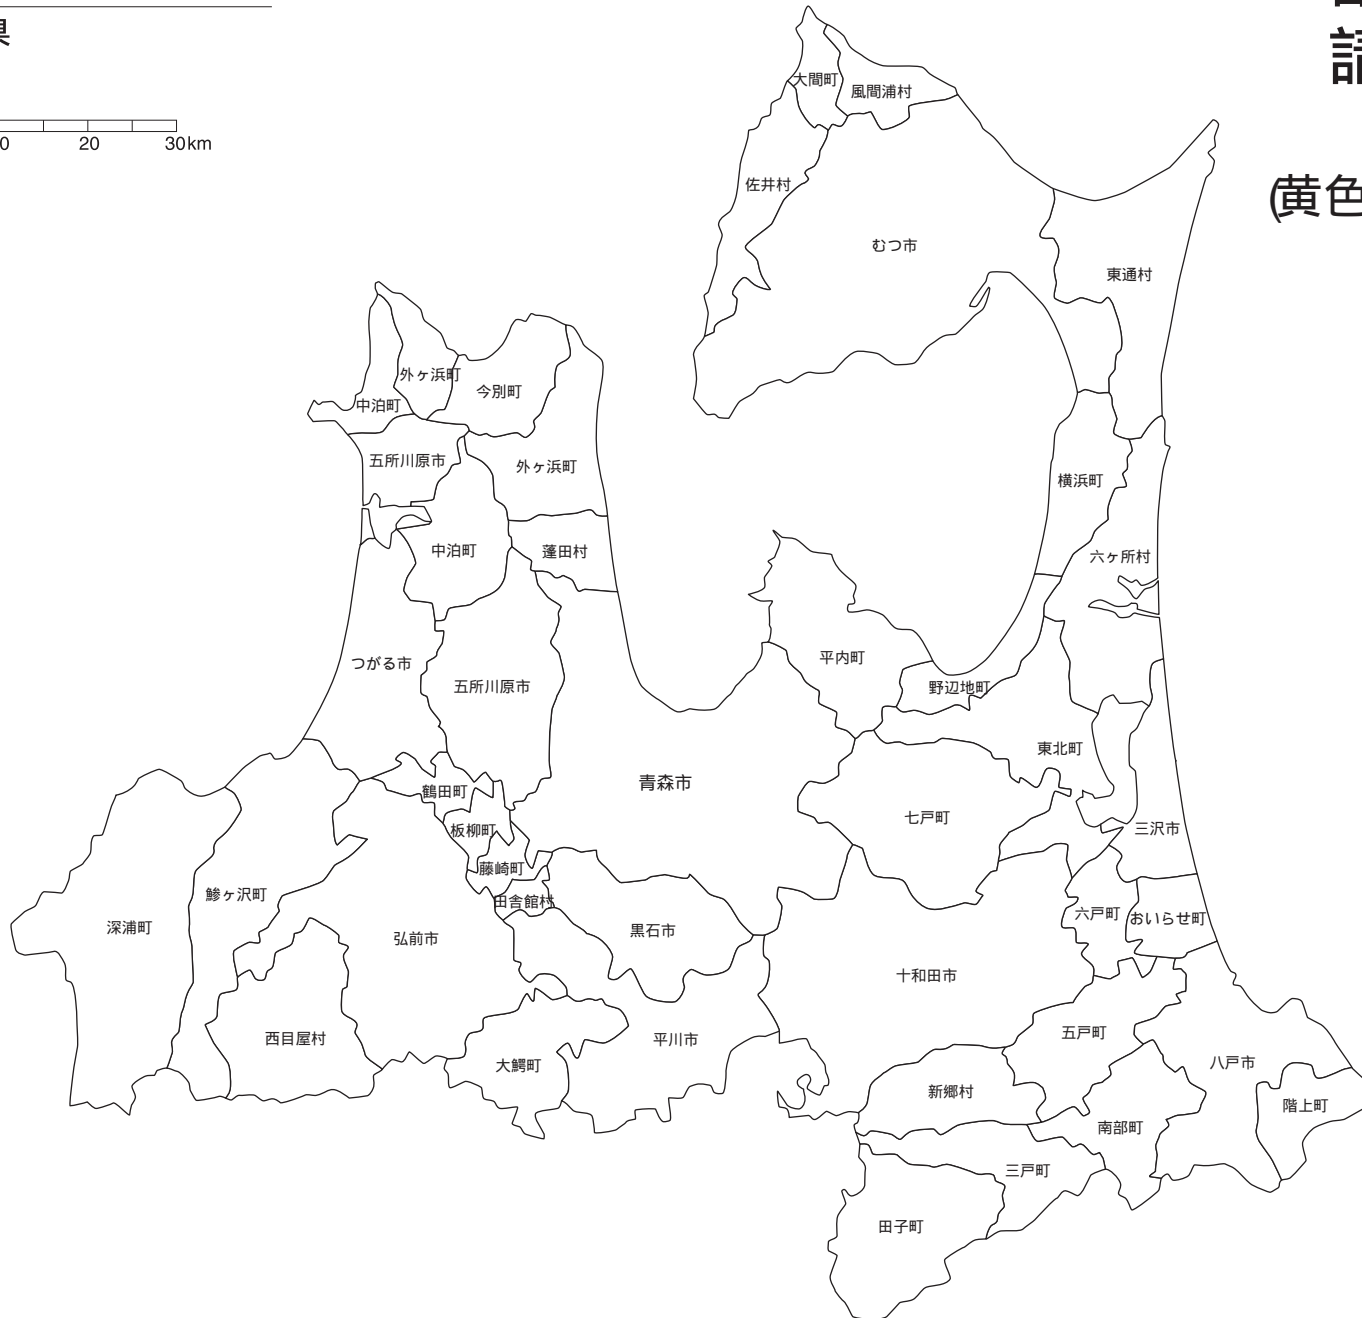 県
0 20 30km
請
(黄色
大間町
風間浦村
佐井村
むつ市
東通村
外ヶ浜町
今別町
中泊町
五所川原市
外ヶ浜町
横浜町
中泊町
蓬田村
六ヶ所村
つがる市
五所川原市
平内町
野辺地町
東北町
青森市
鶴田町
七戸町
板柳町
三沢市
藤崎町
鰺ヶ沢町
田舎館村
六戸町
おいらせ町
深浦町
弘前市
黒石市
十和田市
西目屋村
平川市
五戸町
大鰐町
八戸市
新郷村
階上町
南部町
三戸町
田子町